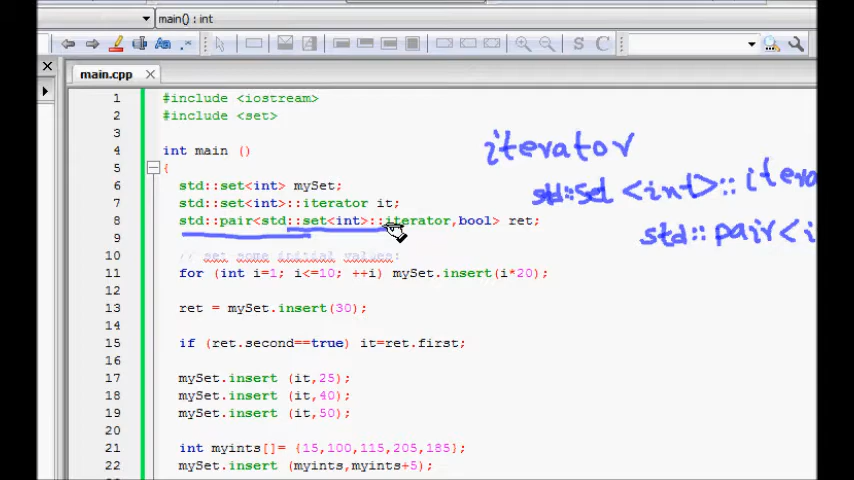 main() : int
main.cpp
1 #include <iostream>
2 #include <set>
3
4 int main ()
5 {
6 std::set<int> mySet;
7 std::set<int>::iterator it;
8 std::pair<std::set<int>::iterator,bool> ret;
9
10 // set some initial values:
11 for (int i=1; i<=10; ++i) mySet.insert(i*20);
12
13 ret = mySet.insert(30);
14
15 if (ret.second==true) it=ret.first;
16
17 mySet.insert (it,25);
18 mySet.insert (it,40);
19 mySet.insert (it,50);
20
21 int myints[]= {15,100,115,205,185};
22 mySet.insert (myints,myints+5);
iterator
std::set <int>:: itera
std:: pair<i